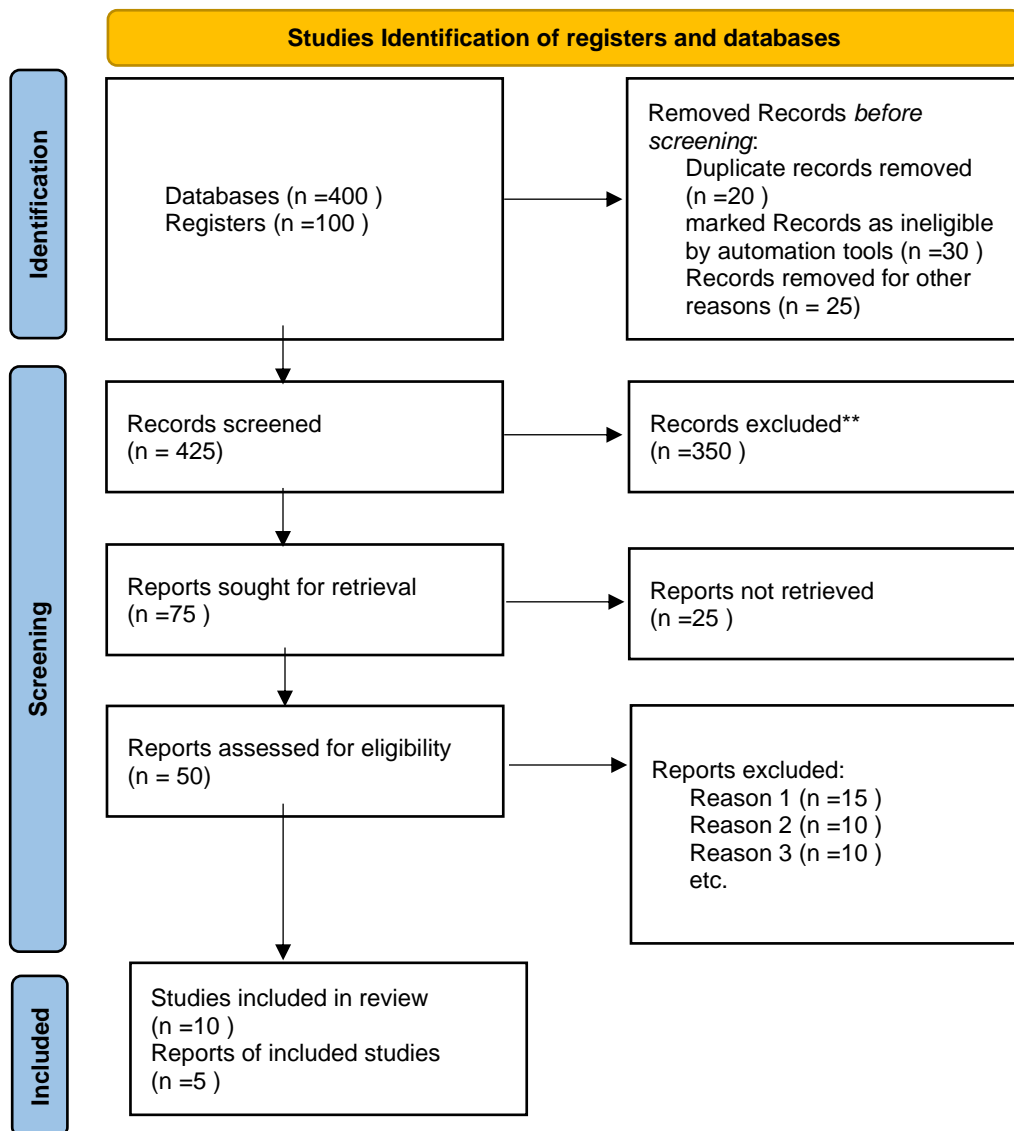 Studies Identification of registers and databases
Identification
Databases (n =400 )
Registers (n =100 )
Removed Records before
screening:
Duplicate records removed
(n =20 )
marked Records as ineligible
by automation tools (n =30 )
Records removed for other
reasons (n = 25)
Screening
Records screened
(n = 425)
Records excluded**
(n =350 )
Reports sought for retrieval
(n =75 )
Reports not retrieved
(n =25 )
Reports assessed for eligibility
(n = 50)
Reports excluded:
Reason 1 (n =15 )
Reason 2 (n =10 )
Reason 3 (n =10 )
etc.
Included
Studies included in review
(n =10 )
Reports of included studies
(n =5 )